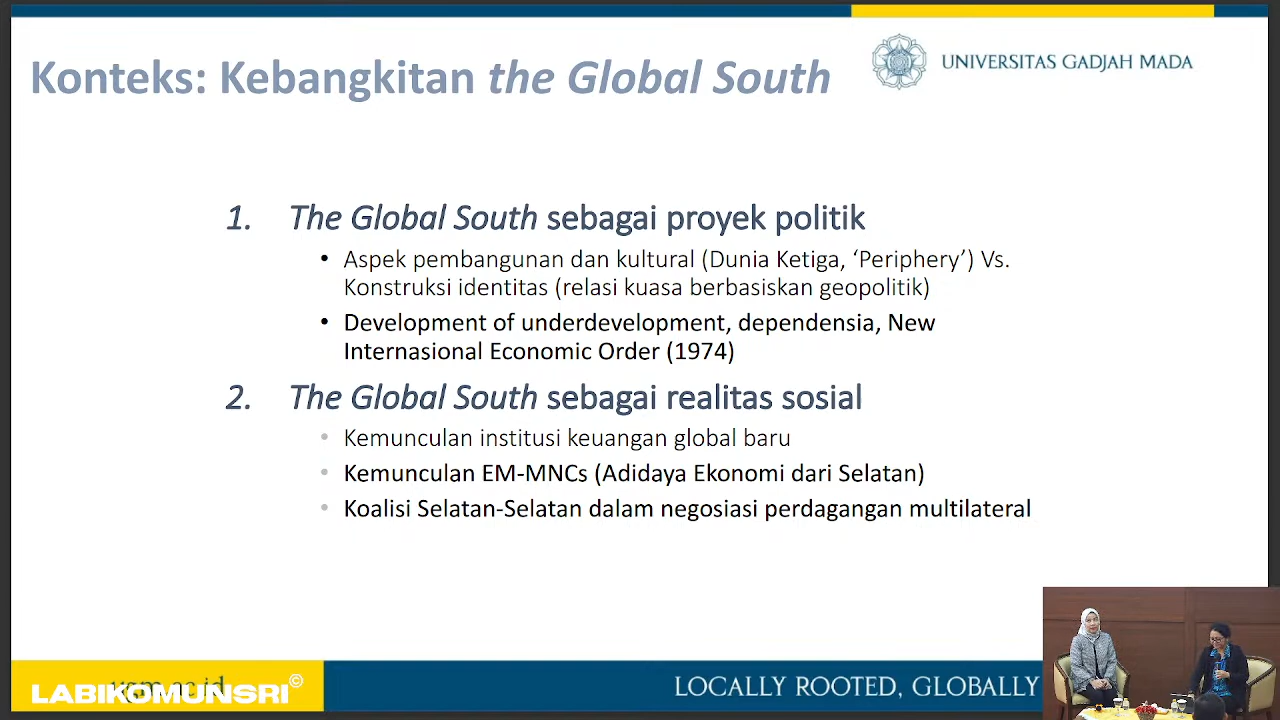 Konteks: Kebangkitan the Global South
UNIVERSITAS GADJAH MADA
1. The Global South sebagai proyek politik
• Aspek pembangunan dan kultural (Dunia Ketiga, ‘Periphery’) Vs.
Konstruksi identitas (relasi kuasa berbasiskan geopolitik)
• Development of underdevelopment, dependensia, New
Internasional Economic Order (1974)
2. The Global South sebagai realitas sosial
• Kemunculan institusi keuangan global baru
• Kemunculan EM-MNCs (Adidaya Ekonomi dari Selatan)
• Koalisi Selatan-Selatan dalam negosiasi perdagangan multilateral
ugm.ac.id
LABIKOMUNSRI©
LOCALLY ROOTED, GLOBALLY